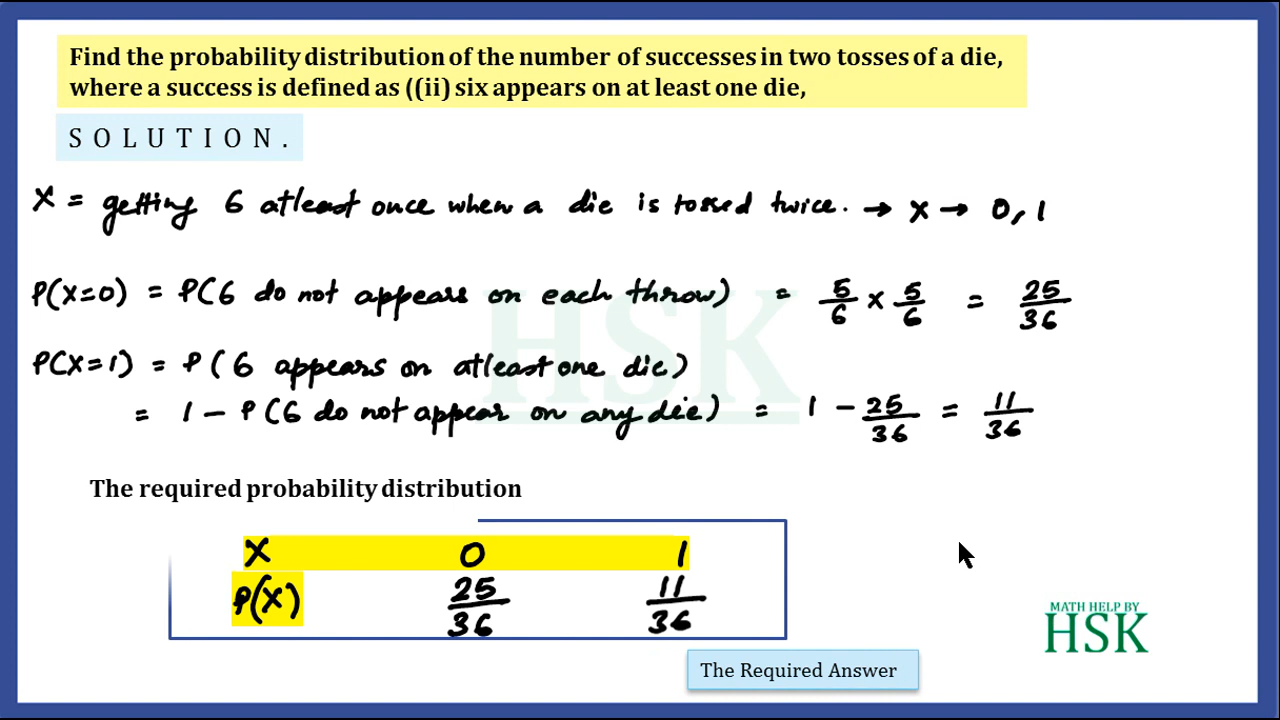 Find the probability distribution of the number of successes in two tosses of a die,
where a success is defined as ((ii) six appears on at least one die,
SOLUTION.
X = getting 6 atleast once when a die is tossed twice. → X → 0, 1
P(X=0) = P(6 do not appears on each throw) = 5/6 × 5/6 = 25/36
P(X=1) = P(6 appears on atleast one die)
= 1 - P(6 do not appear on any die) = 1 - 25/36 = 11/36
HSK
The required probability distribution
X 0 1
P(X) 25/36 11/36
MATH HELP BY
HSK
The Required Answer